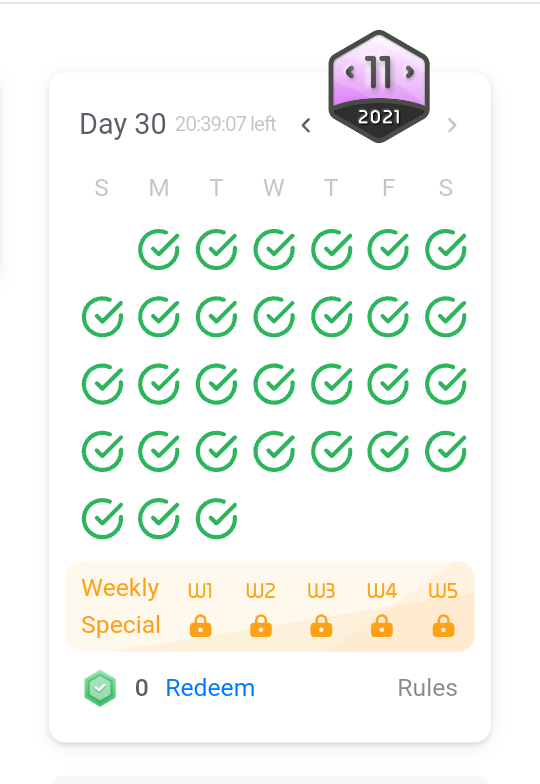 ‹ 11 ›
2021
Day 30 20:39:07 left ‹ ›
S M T W T F S
Weekly W1 W2 W3 W4 W5
Special
0 Redeem Rules